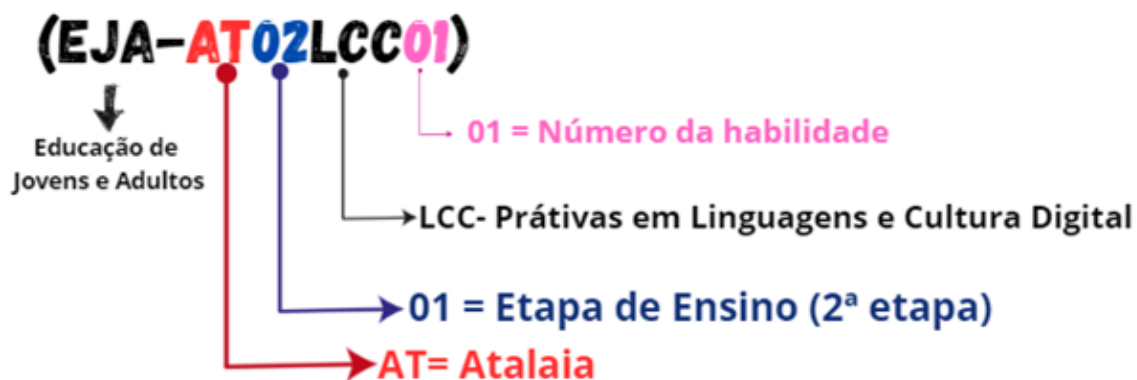 (EJA-AT02LCC01)
Educação de
Jovens e Adultos
01 = Número da habilidade
LCC- Prátivas em Linguagens e Cultura Digital
01 = Etapa de Ensino (2ª etapa)
AT= Atalaia